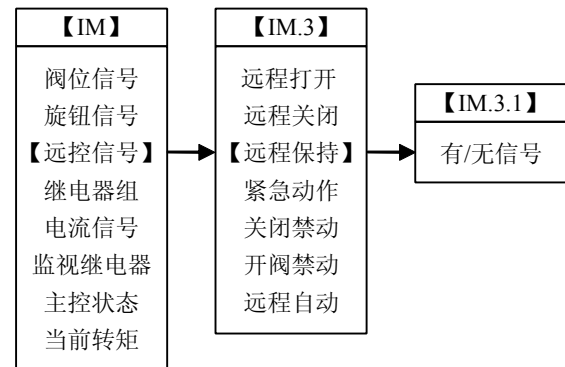 【IM】
阀位信号
旋钮信号
【远控信号】
继电器组
电流信号
监视继电器
主控状态
当前转矩
【IM.3】
远程打开
远程关闭
【远程保持】
紧急动作
关闭禁动
开阀禁动
远程自动
【IM.3.1】
有/无信号